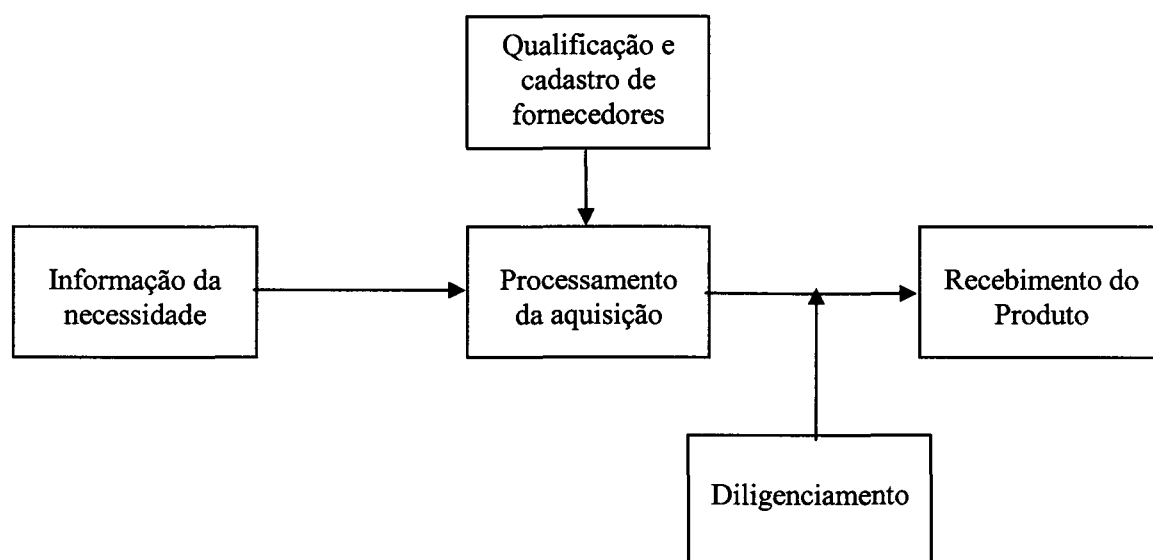 Qualificação e
cadastro de
fornecedores
Informação da
necessidade
Processamento
da aquisição
Recebimento do
Produto
Diligenciamento